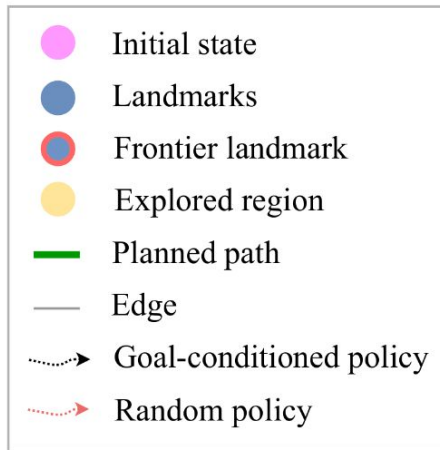 Initial state
Landmarks
Frontier landmark
Explored region
Planned path
Edge
Goal-conditioned policy
Random policy